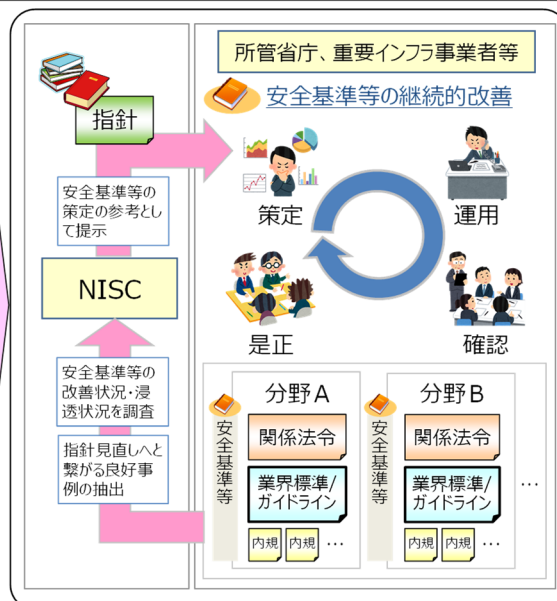 指針
安全基準等の
策定の参考とし
て提示
NISC
安全基準等の
改善状況・浸
透状況を調査
指針見直しへと
繋がる良好事
例の抽出
所管省庁、重要インフラ事業者等
安全基準等の継続的改善
策定
運用
是正
確認
分野A
安全基準等
関係法令
業界標準/
ガイドライン
内規 内規 …
分野B
安全基準等
関係法令
業界標準/
ガイドライン
内規 内規 …
…